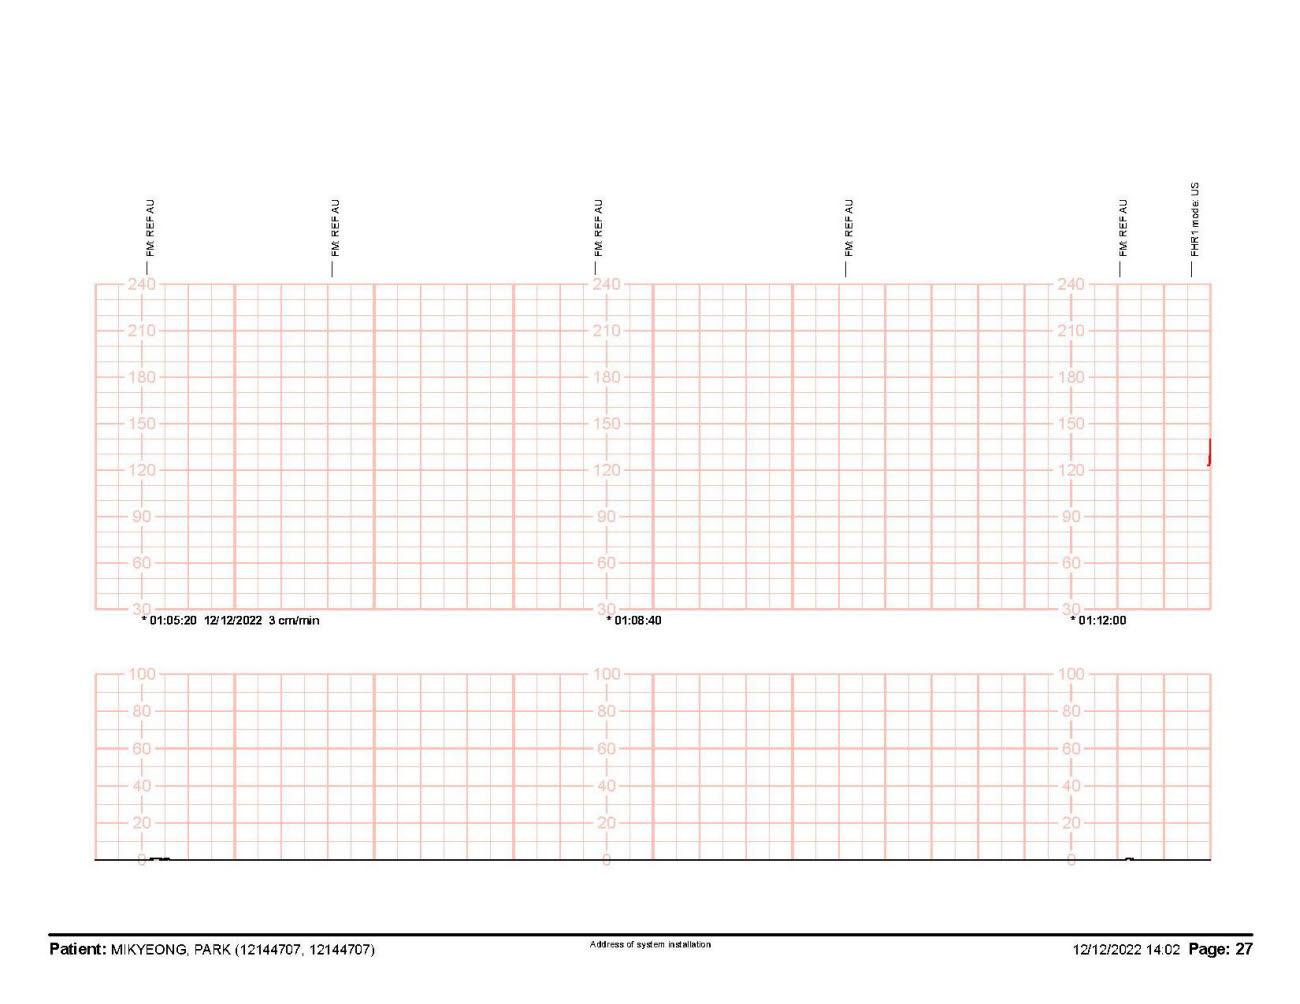 FM: REF AU FM: REF AU FM: REF AU FM: REF AU FM: REF AU FHR1 mode: US
240 240 240
210 210 210
180 180 180
150 150 150
120 120 120
90 90 90
60 60 60
30 30 30
* 01:05:20 12/12/2022 3 cm/min * 01:08:40 * 01:12:00
100 100 100
80 80 80
60 60 60
40 40 40
20 20 20
0 0 0
Patient: MIKYEONG, PARK (12144707, 12144707) Address of system installation 12/12/2022 14:02 Page: 27